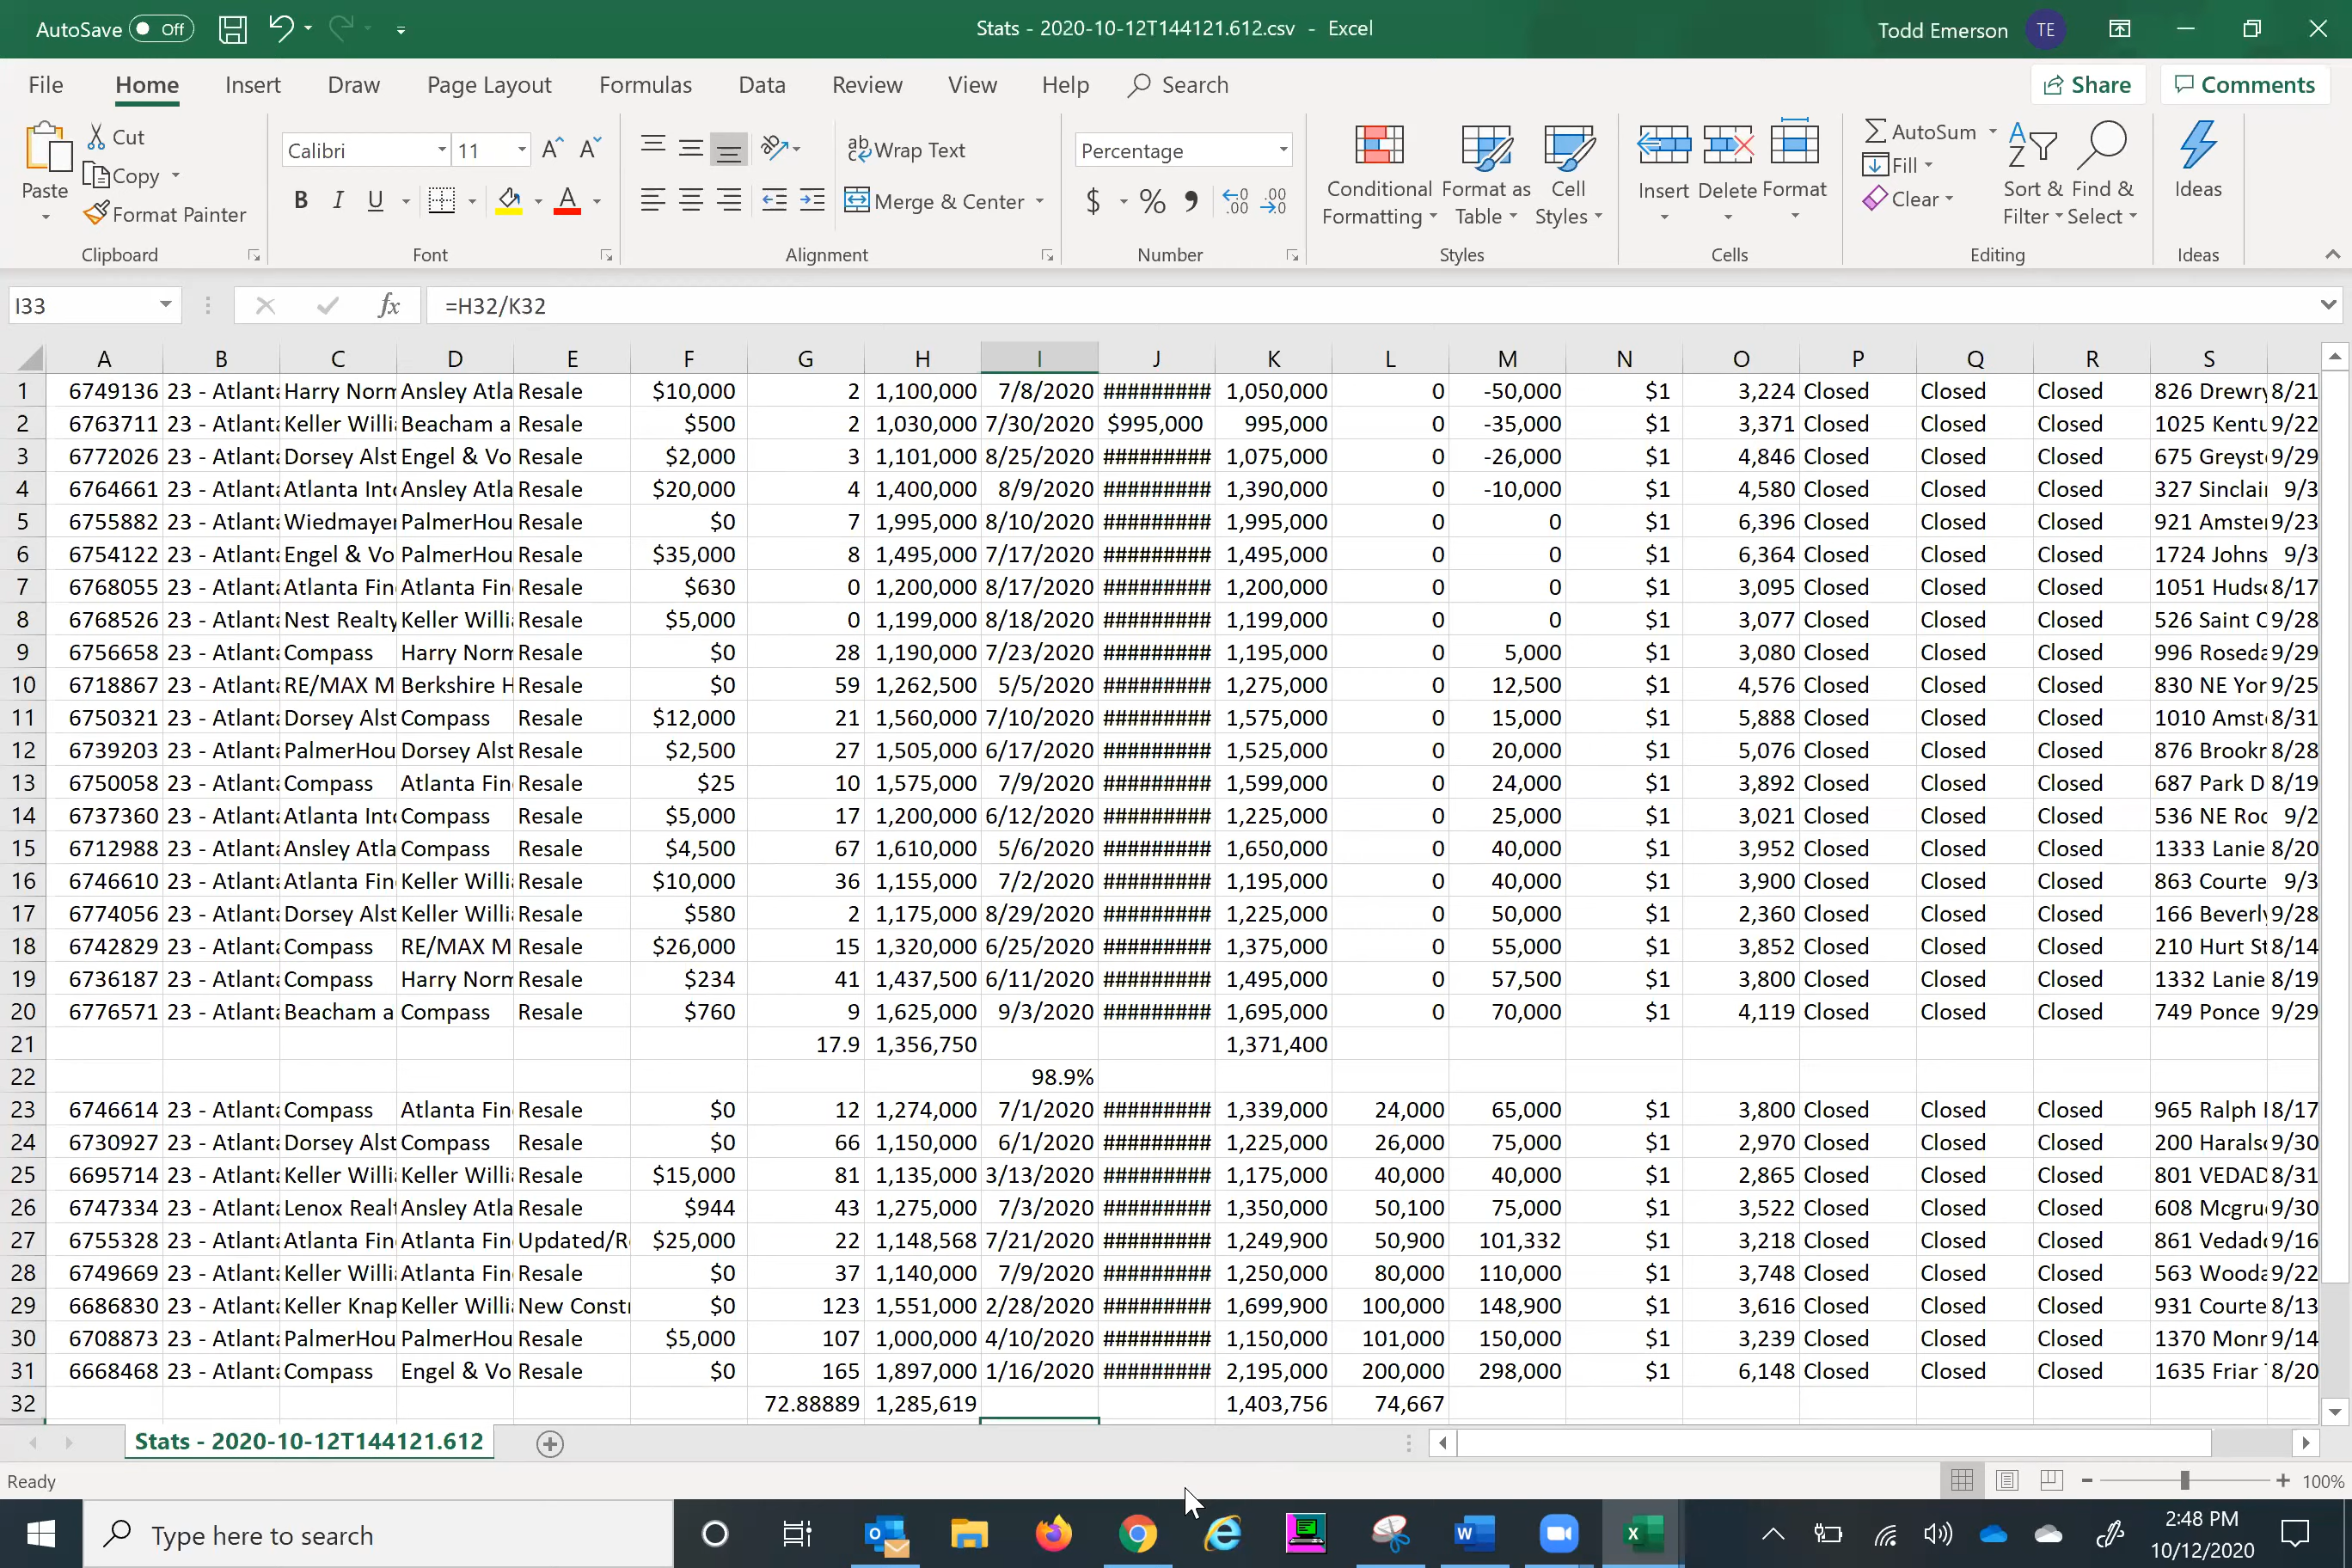 AutoSave Off
Stats - 2020-10-12T144121.612.csv - Excel
Todd Emerson TE
File Home Insert Draw Page Layout Formulas Data Review View Help Search Share Comments
Paste Cut Copy Format Painter
Clipboard
Calibri 11
B I U
Font
Wrap Text
Merge & Center
Alignment
Percentage
$ % ,
Number
Conditional Formatting Format as Table Cell Styles
Styles
Insert Delete Format
Cells
AutoSum Fill Clear
Sort & Filter Find & Select
Editing
Ideas
Ideas
I33 fx =H32/K32
A B C D E F G H I J K L M N O P Q R S
1 6749136 23 - Atlanta Harry Norm Ansley Atla Resale $10,000 2 1,100,000 7/8/2020 ######### 1,050,000 0 -50,000 $1 3,224 Closed Closed Closed 826 Drewry 8/21
2 6763711 23 - Atlanta Keller Willi Beacham a Resale $500 2 1,030,000 7/30/2020 $995,000 995,000 0 -35,000 $1 3,371 Closed Closed Closed 1025 Kentu 9/22
3 6772026 23 - Atlanta Dorsey Alst Engel & Vo Resale $2,000 3 1,101,000 8/25/2020 ######### 1,075,000 0 -26,000 $1 4,846 Closed Closed Closed 675 Greyst 9/29
4 6764661 23 - Atlanta Atlanta Into Ansley Atla Resale $20,000 4 1,400,000 8/9/2020 ######### 1,390,000 0 -10,000 $1 4,580 Closed Closed Closed 327 Sinclai 9/3
5 6755882 23 - Atlanta Wiedmayer PalmerHou Resale $0 7 1,995,000 8/10/2020 ######### 1,995,000 0 0 $1 6,396 Closed Closed Closed 921 Amster 9/23
6 6754122 23 - Atlanta Engel & Vo PalmerHou Resale $35,000 8 1,495,000 7/17/2020 ######### 1,495,000 0 0 $1 6,364 Closed Closed Closed 1724 Johns 9/3
7 6768055 23 - Atlanta Atlanta Fin Atlanta Fin Resale $630 0 1,200,000 8/17/2020 ######### 1,200,000 0 0 $1 3,095 Closed Closed Closed 1051 Huds 8/17
8 6768526 23 - Atlanta Nest Realty Keller Willi Resale $5,000 0 1,199,000 8/18/2020 ######### 1,199,000 0 0 $1 3,077 Closed Closed Closed 526 Saint C 9/28
9 6756658 23 - Atlanta Compass Harry Norm Resale $0 28 1,190,000 7/23/2020 ######### 1,195,000 0 5,000 $1 3,080 Closed Closed Closed 996 Roseda 9/29
10 6718867 23 - Atlanta RE/MAX M Berkshire H Resale $0 59 1,262,500 5/5/2020 ######### 1,275,000 0 12,500 $1 4,576 Closed Closed Closed 830 NE Yor 9/25
11 6750321 23 - Atlanta Dorsey Alst Compass Resale $12,000 21 1,560,000 7/10/2020 ######### 1,575,000 0 15,000 $1 5,888 Closed Closed Closed 1010 Amst 8/31
12 6739203 23 - Atlanta PalmerHou Dorsey Alst Resale $2,500 27 1,505,000 6/17/2020 ######### 1,525,000 0 20,000 $1 5,076 Closed Closed Closed 876 Brookr 8/28
13 6750058 23 - Atlanta Compass Atlanta Fin Resale $25 10 1,575,000 7/9/2020 ######### 1,599,000 0 24,000 $1 3,892 Closed Closed Closed 687 Park D 8/19
14 6737360 23 - Atlanta Atlanta Into Compass Resale $5,000 17 1,200,000 6/12/2020 ######### 1,225,000 0 25,000 $1 3,021 Closed Closed Closed 536 NE Roc 9/2
15 6712988 23 - Atlanta Ansley Atla Compass Resale $4,500 67 1,610,000 5/6/2020 ######### 1,650,000 0 40,000 $1 3,952 Closed Closed Closed 1333 Lanie 8/20
16 6746610 23 - Atlanta Atlanta Fin Keller Willi Resale $10,000 36 1,155,000 7/2/2020 ######### 1,195,000 0 40,000 $1 3,900 Closed Closed Closed 863 Courte 9/3
17 6774056 23 - Atlanta Dorsey Alst Keller Willi Resale $580 2 1,175,000 8/29/2020 ######### 1,225,000 0 50,000 $1 2,360 Closed Closed Closed 166 Beverly 9/28
18 6742829 23 - Atlanta Compass RE/MAX M Resale $26,000 15 1,320,000 6/25/2020 ######### 1,375,000 0 55,000 $1 3,852 Closed Closed Closed 210 Hurt St 8/14
19 6736187 23 - Atlanta Compass Harry Norm Resale $234 41 1,437,500 6/11/2020 ######### 1,495,000 0 57,500 $1 3,800 Closed Closed Closed 1332 Lanie 8/19
20 6776571 23 - Atlanta Beacham a Compass Resale $760 9 1,625,000 9/3/2020 ######### 1,695,000 0 70,000 $1 4,119 Closed Closed Closed 749 Ponce 9/29
21 17.9 1,356,750 1,371,400
22 98.9%
23 6746614 23 - Atlanta Compass Atlanta Fin Resale $0 12 1,274,000 7/1/2020 ######### 1,339,000 24,000 65,000 $1 3,800 Closed Closed Closed 965 Ralph 8/17
24 6730927 23 - Atlanta Dorsey Alst Compass Resale $0 66 1,150,000 6/1/2020 ######### 1,225,000 26,000 75,000 $1 2,970 Closed Closed Closed 200 Haralso 9/30
25 6695714 23 - Atlanta Keller Willi Keller Willi Resale $15,000 81 1,135,000 3/13/2020 ######### 1,175,000 40,000 40,000 $1 2,865 Closed Closed Closed 801 VEDAD 8/31
26 6747334 23 - Atlanta Lenox Realt Ansley Atla Resale $944 43 1,275,000 7/3/2020 ######### 1,350,000 50,100 75,000 $1 3,522 Closed Closed Closed 608 Mcgru 9/30
27 6755328 23 - Atlanta Atlanta Fin Atlanta Fin Updated/R $25,000 22 1,148,568 7/21/2020 ######### 1,249,900 50,900 101,332 $1 3,218 Closed Closed Closed 861 Vedado 9/16
28 6749669 23 - Atlanta Keller Willi Atlanta Fin Resale $0 37 1,140,000 7/9/2020 ######### 1,250,000 80,000 110,000 $1 3,748 Closed Closed Closed 563 Wooda 9/22
29 6686830 23 - Atlanta Keller Knap Keller Willi New Constr $0 123 1,551,000 2/28/2020 ######### 1,699,900 100,000 148,900 $1 3,616 Closed Closed Closed 931 Courte 8/13
30 6708873 23 - Atlanta PalmerHou PalmerHou Resale $5,000 107 1,000,000 4/10/2020 ######### 1,150,000 101,000 150,000 $1 3,239 Closed Closed Closed 1370 Monr 9/14
31 6668468 23 - Atlanta Compass Engel & Vo Resale $0 165 1,897,000 1/16/2020 ######### 2,195,000 200,000 298,000 $1 6,148 Closed Closed Closed 1635 Friar 8/20
32 72.88889 1,285,619 1,403,756 74,667
Stats - 2020-10-12T144121.612
Ready 100%
Type here to search
2:48 PM
10/12/2020